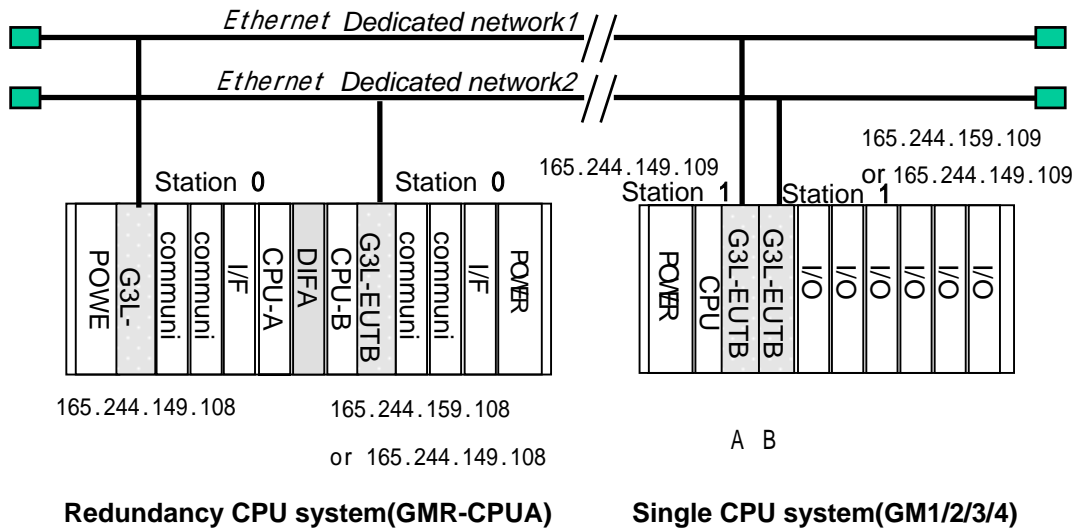 Ethernet Dedicated network1
Ethernet Dedicated network2
165.244.159.109
or 165.244.149.109
165.244.149.109
Station 0
Station 0
Station 1
Station 1
POWE
G3L-
communi
communi
I/F
CPU-A
DIFA
CPU-B
G3L-EUTB
communi
communi
I/F
POWER
POWER
CPU
G3L-EUTB
G3L-EUTB
I/O
I/O
I/O
I/O
I/O
165.244.149.108
165.244.159.108
or 165.244.149.108
A B
Redundancy CPU system(GMR-CPUA)
Single CPU system(GM1/2/3/4)